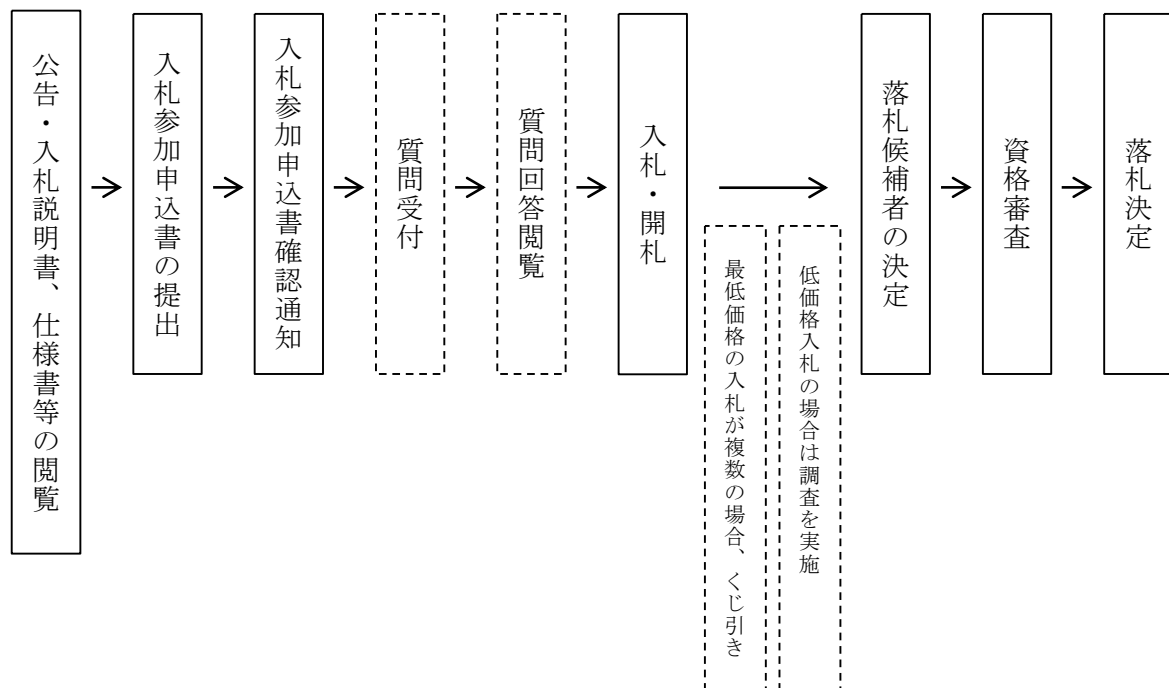 公告・入札説明書、仕様書等の閲覧
入札参加申込書の提出
入札参加申込書確認通知
質問受付
質問回答閲覧
入札・開札
最低価格の入札が複数の場合、くじ引き
低価格入札の場合は調査を実施
落札候補者の決定
資格審査
落札決定